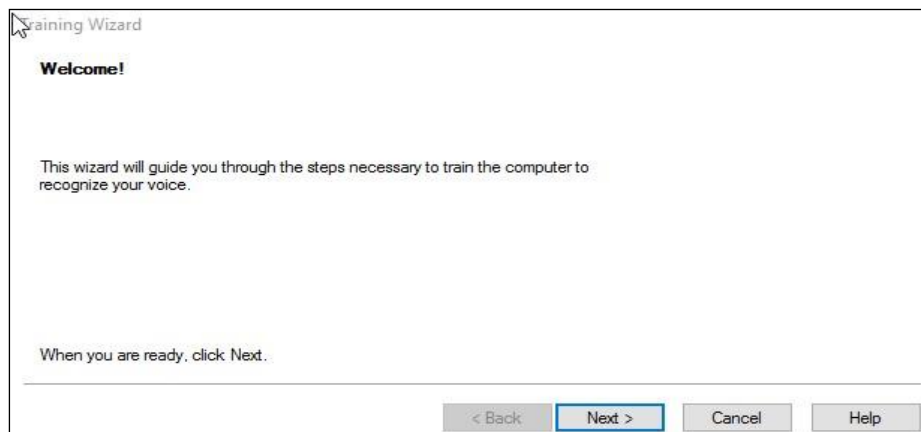 Training Wizard
Welcome!
This wizard will guide you through the steps necessary to train the computer to
recognize your voice.
When you are ready, click Next.
< Back Next > Cancel Help